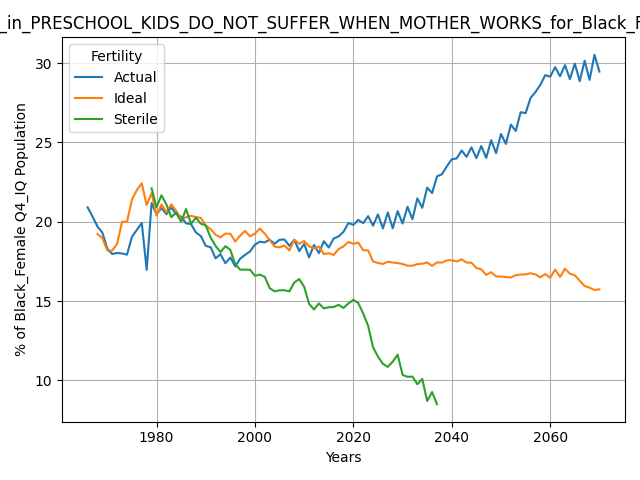 _in_PRESCHOOL_KIDS_DO_NOT_SUFFER_WHEN_MOTHER_WORKS_for_Black_F
Fertility
Actual
Ideal
Sterile
% of Black_Female Q4_IQ Population
30
25
20
15
10
1980
2000
2020
2040
2060
Years